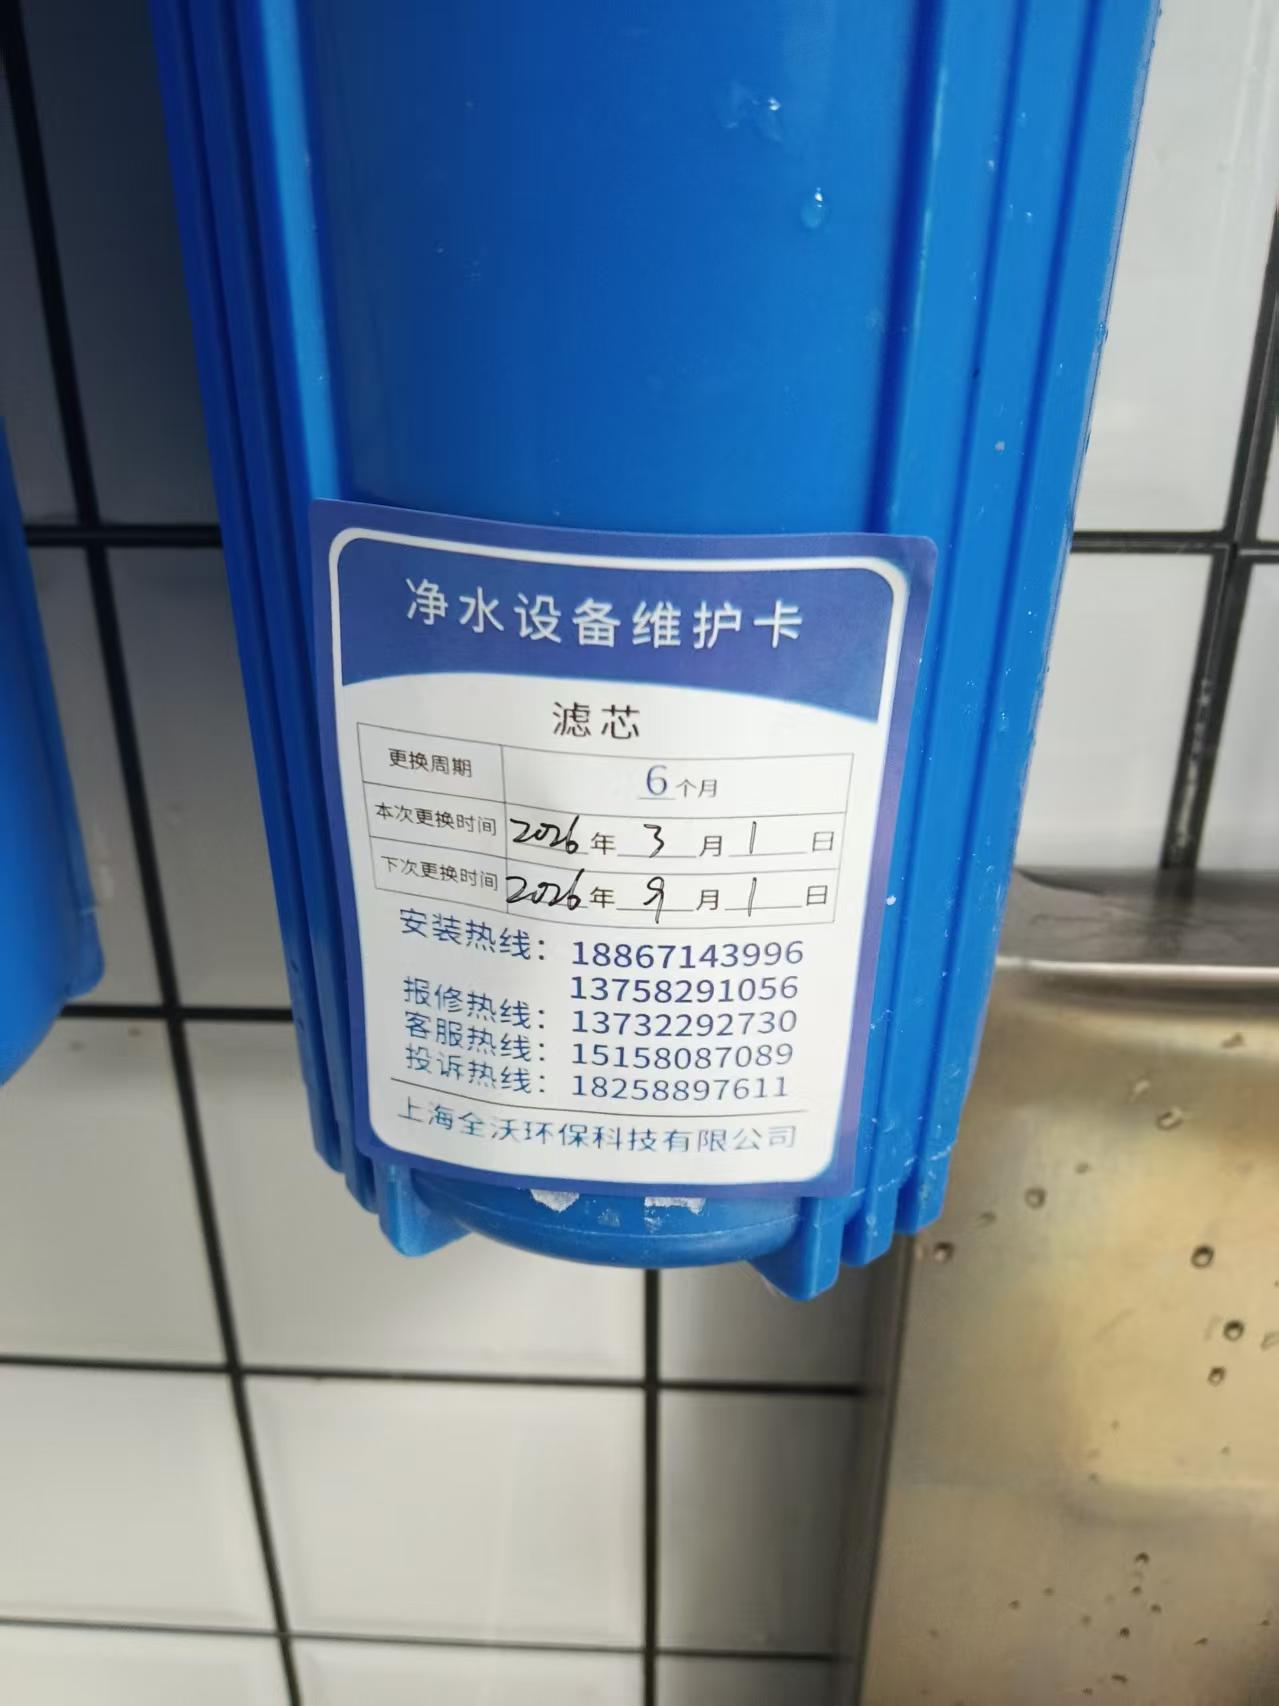 净水设备维护卡
滤芯
更换周期 6个月
本次更换时间 2026年3月1日
下次更换时间 2026年9月1日
安装热线：18867143996
13758291056
报修热线：13732292730
客服热线：15158087089
投诉热线：18258897611
上海全沃环保科技有限公司